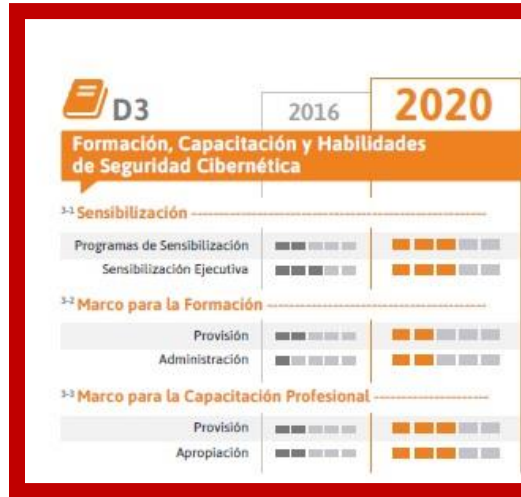 D3
2016
2020
Formación, Capacitación y Habilidades
de Seguridad Cibernética
3-1 Sensibilización
Programas de Sensibilización
Sensibilización Ejecutiva
3-2 Marco para la Formación
Provisión
Administración
3-3 Marco para la Capacitación Profesional
Provisión
Apropiación